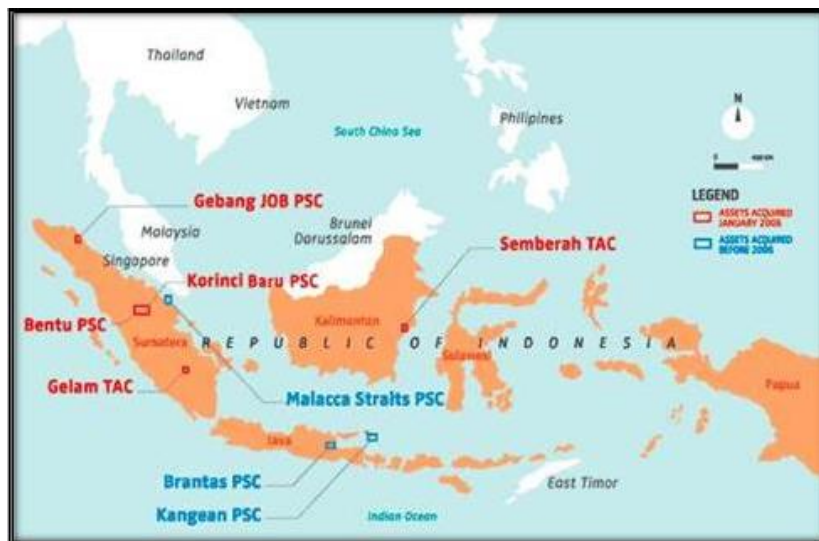 Thailand
Vietnam
South China Sea
Philipines
N
LEGEND
ASSETS ACQUIRED
JANUARY 2006
ASSETS ACQUIRED
BEFORE 2006
Gebang JOB PSC
Malaysia
Brunei
Darussalam
Semberah TAC
Singapore
Korinci Baru PSC
Bentu PSC
Kalimantan
Sumatera
REPUBLIC OF INDONESIA
Sulawesi
Gelam TAC
Malacca Straits PSC
Papua
Java
Brantas PSC
East Timor
Kangean PSC
Indian Ocean